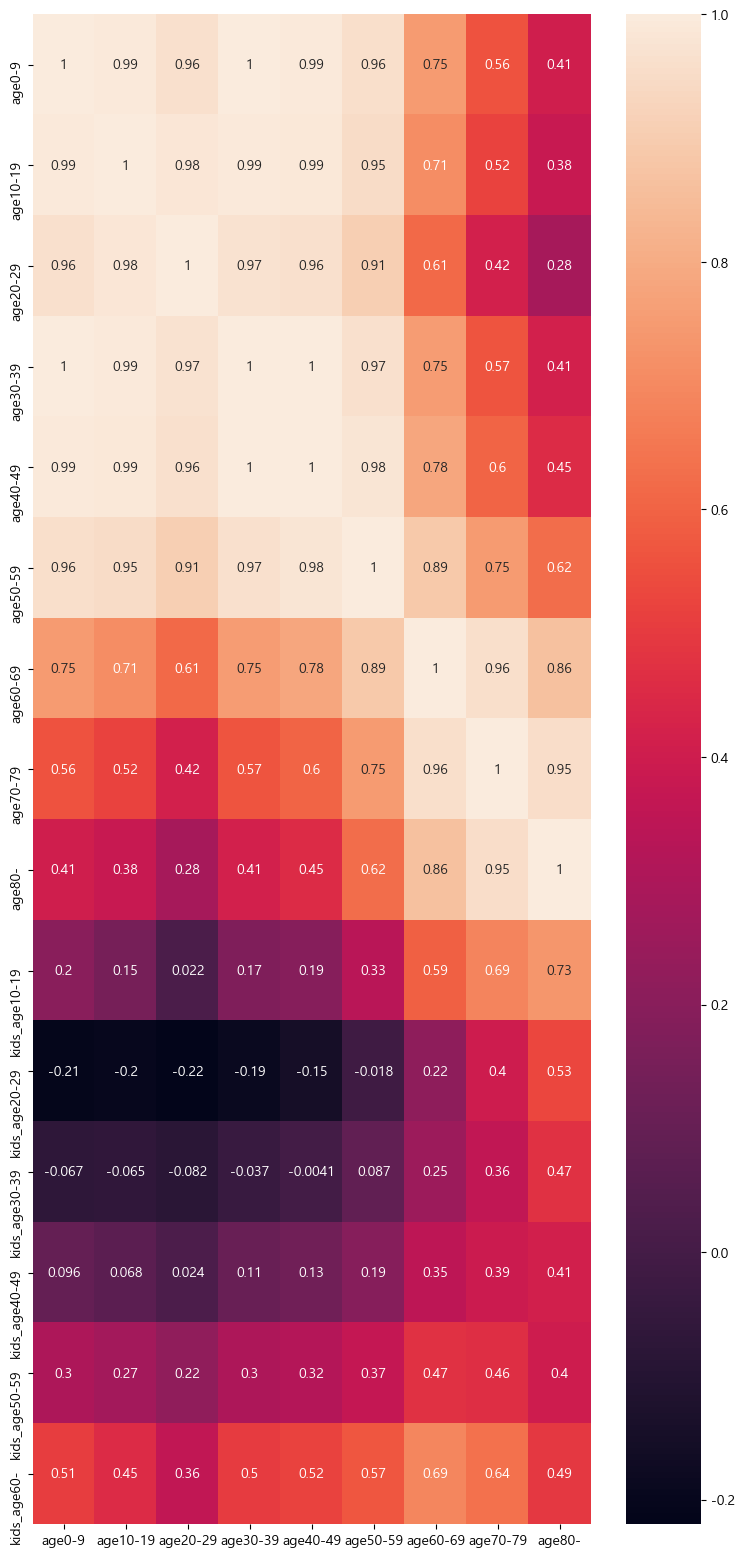 age0-9 1 0.99 0.96 1 0.99 0.96 0.75 0.56 0.41
age10-19 0.99 1 0.98 0.99 0.99 0.95 0.71 0.52 0.38
age20-29 0.96 0.98 1 0.97 0.96 0.91 0.61 0.42 0.28
age30-39 1 0.99 0.97 1 1 0.97 0.75 0.57 0.41
age40-49 0.99 0.99 0.96 1 1 0.98 0.78 0.6 0.45
age50-59 0.96 0.95 0.91 0.97 0.98 1 0.89 0.75 0.62
age60-69 0.75 0.71 0.61 0.75 0.78 0.89 1 0.96 0.86
age70-79 0.56 0.52 0.42 0.57 0.6 0.75 0.96 1 0.95
age80- 0.41 0.38 0.28 0.41 0.45 0.62 0.86 0.95 1
kids_age10-19 0.2 0.15 0.022 0.17 0.19 0.33 0.59 0.69 0.73
kids_age20-29 -0.21 -0.2 -0.22 -0.19 -0.15 -0.018 0.22 0.4 0.53
kids_age30-39 -0.067 -0.065 -0.082 -0.037 -0.0041 0.087 0.25 0.36 0.47
kids_age40-49 0.096 0.068 0.024 0.11 0.13 0.19 0.35 0.39 0.41
kids_age50-59 0.3 0.27 0.22 0.3 0.32 0.37 0.47 0.46 0.4
kids_age60- 0.51 0.45 0.36 0.5 0.52 0.57 0.69 0.64 0.49
age0-9 age10-19 age20-29 age30-39 age40-49 age50-59 age60-69 age70-79 age80-
1.0
0.8
0.6
0.4
0.2
0.0
-0.2